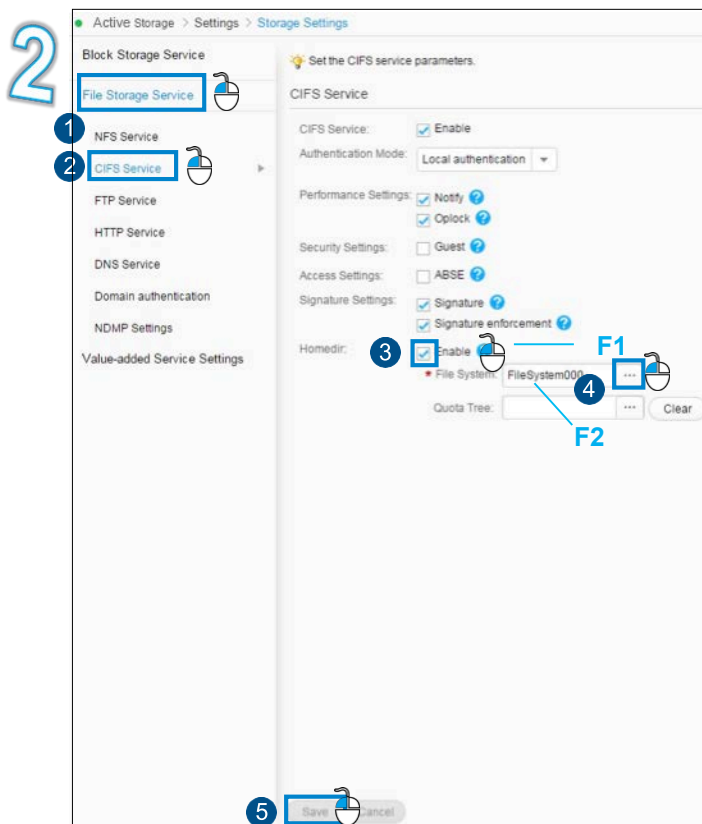 2
Active Storage > Settings > Storage Settings
Block Storage Service
File Storage Service
1 NFS Service
2 CIFS Service
FTP Service
HTTP Service
DNS Service
Domain authentication
NDMP Settings
Value-added Service Settings
Set the CIFS service parameters.
CIFS Service
CIFS Service: Enable
Authentication Mode: Local authentication
Performance Settings: Notify ?
Oplock ?
Security Settings: Guest ?
Access Settings: ABSE ?
Signature Settings: Signature ?
Signature enforcement ?
Homedir: 3 Enable F1
* File System: FileSystem000 4 ...
Quota Tree: ... Clear
F2
5 Save Cancel